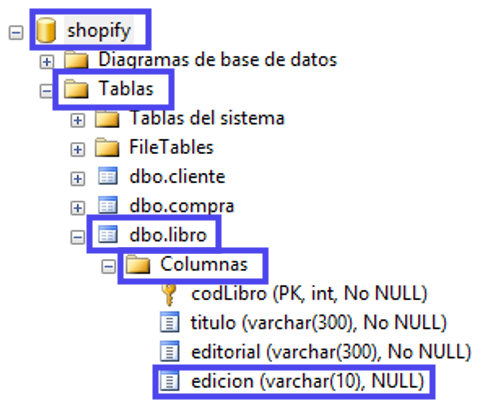 shopify
Diagramas de base de datos
Tablas
Tablas del sistema
FileTables
dbo.cliente
dbo.compra
dbo.libro
Columnas
codLibro (PK, int, No NULL)
titulo (varchar(300), No NULL)
editorial (varchar(300), No NULL)
edicion (varchar(10), NULL)